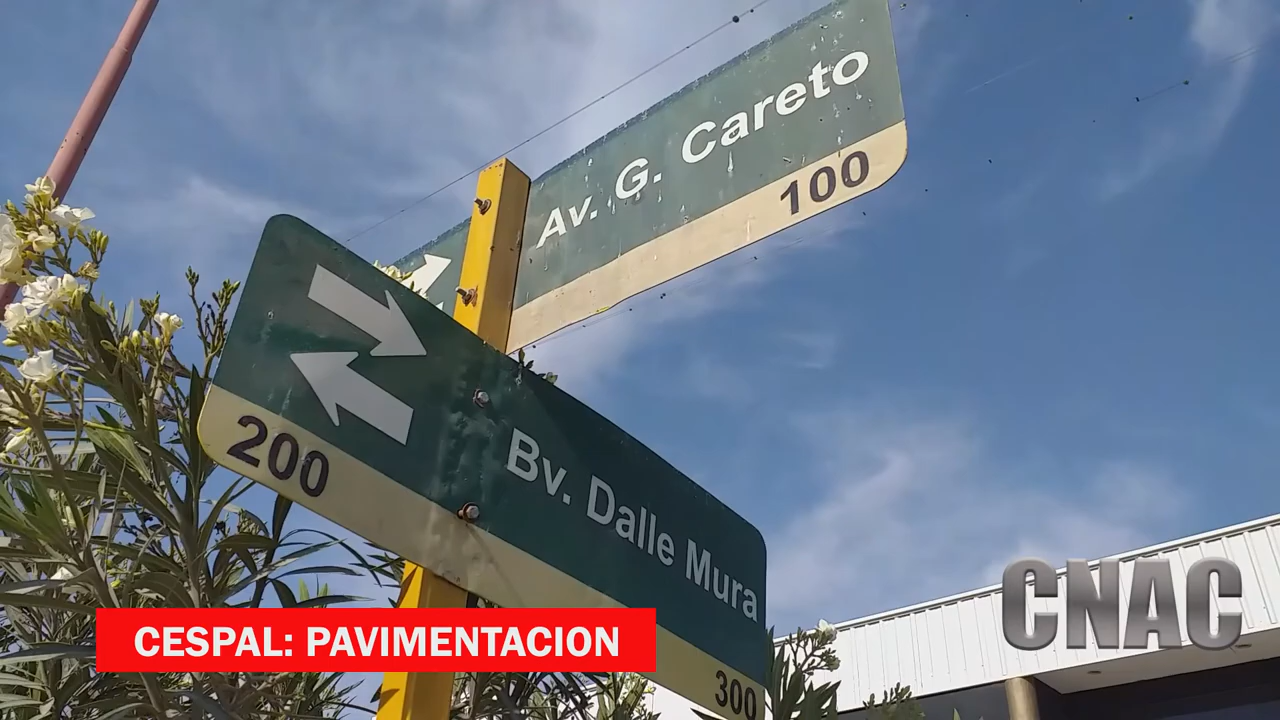 Av. G. Careto
100
Bv. Dalle Mura
200
300
CESPAL: PAVIMENTACION
CNAC